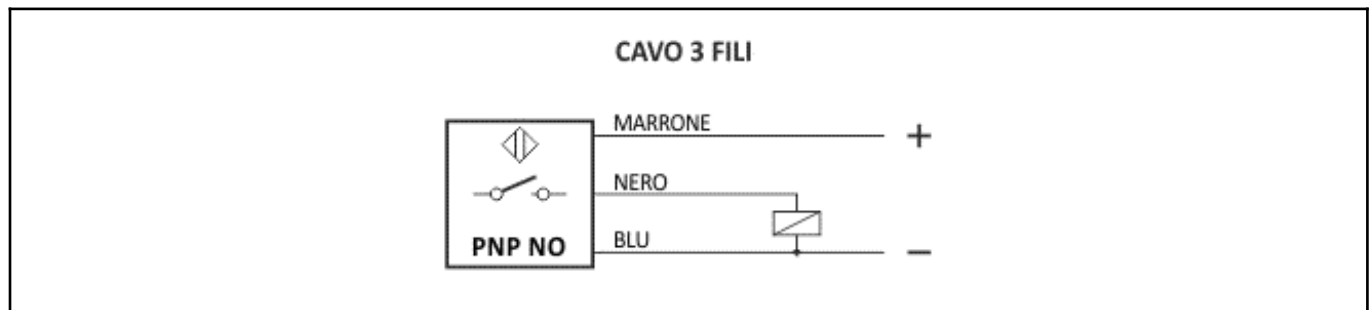 CAVO 3 FILI
MARRONE +
NERO
PNP NO BLU −